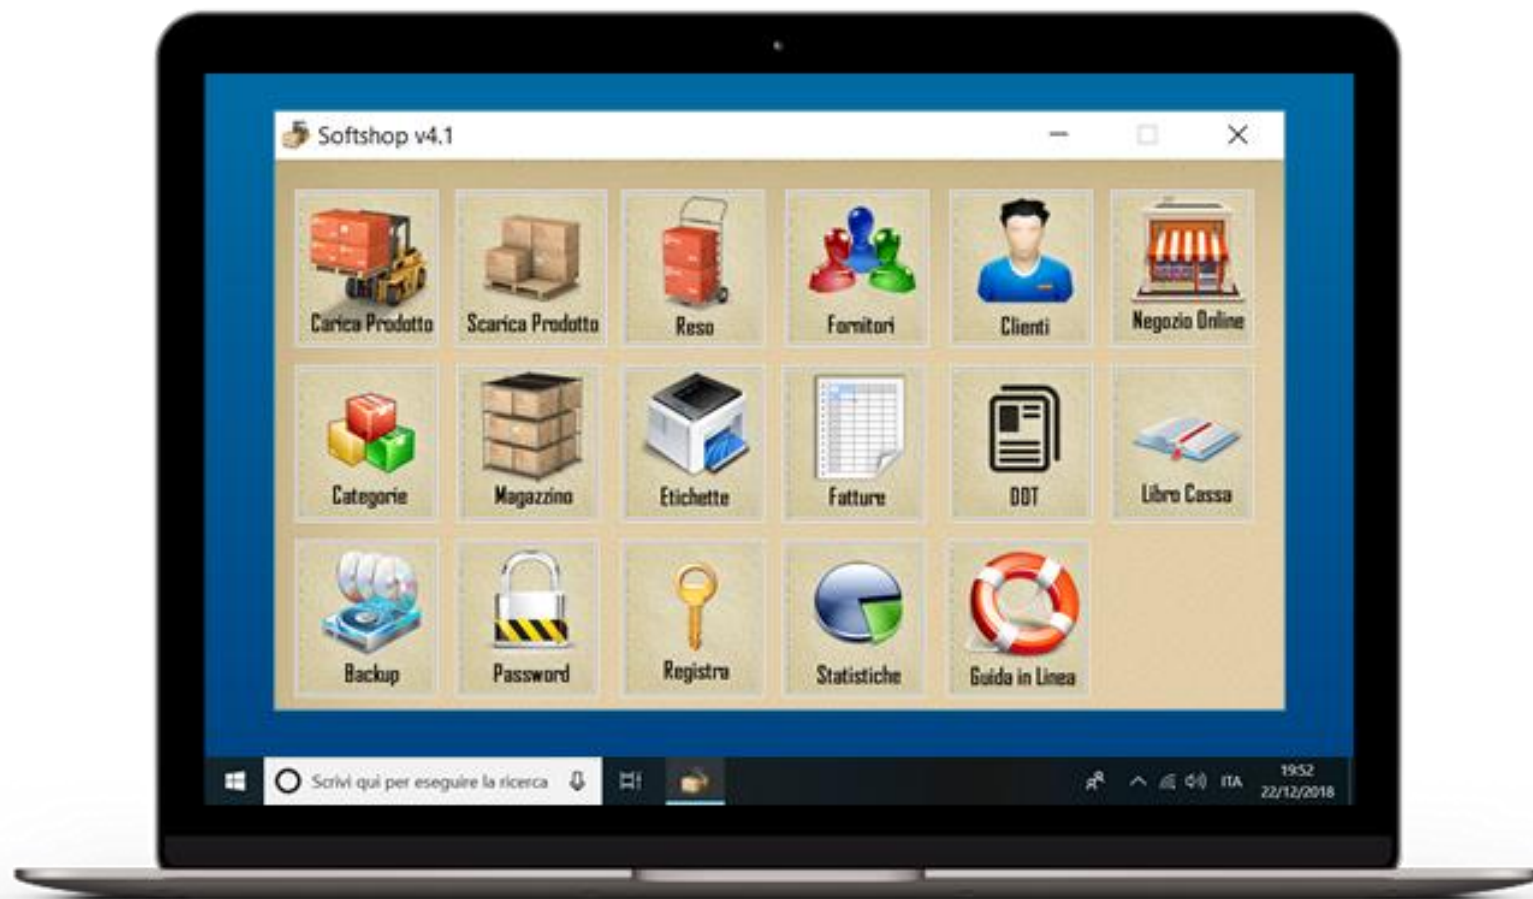 Softshop v4.1
Carica Prodotto
Scarica Prodotto
Reso
Fornitori
Clienti
Negozio Online
Categorie
Magazzino
Etichette
Fatture
DDT
Libro Cassa
Backup
Password
Registra
Statistiche
Guida in Linea
Scrivi qui per eseguire la ricerca
ITA
19:52
22/12/2018